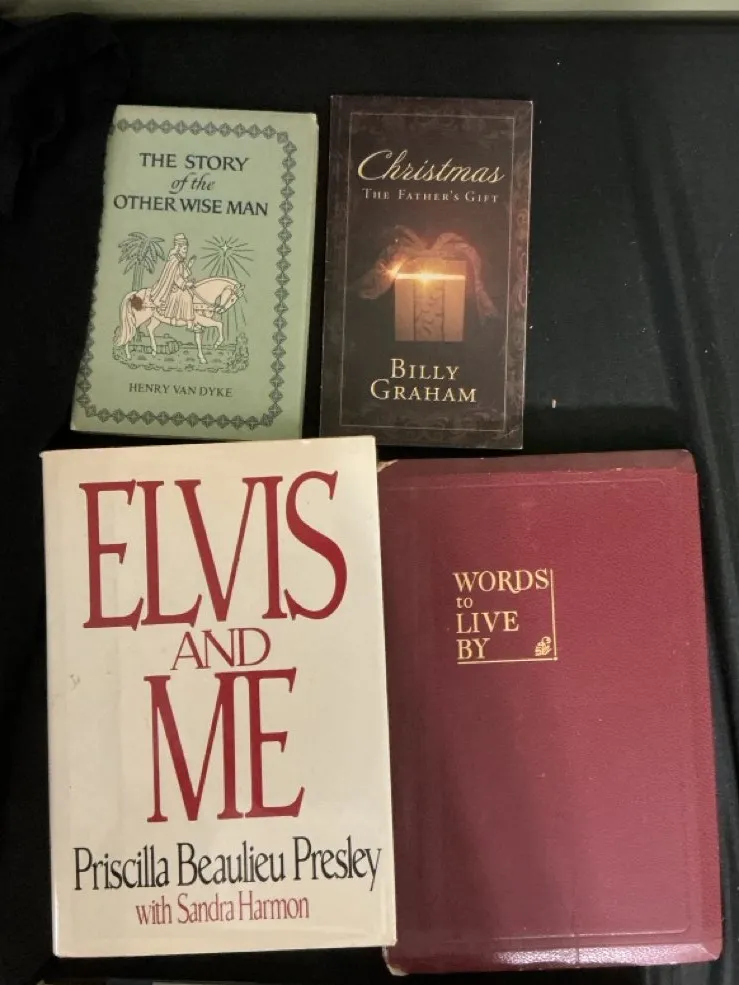 THE STORY
of the
OTHER WISE MAN
HENRY VAN DYKE
Christmas
THE FATHER'S GIFT
BILLY
GRAHAM
ELVIS
AND
ME
Priscilla Beaulieu Presley
with Sandra Harmon
WORDS
to
LIVE
BY